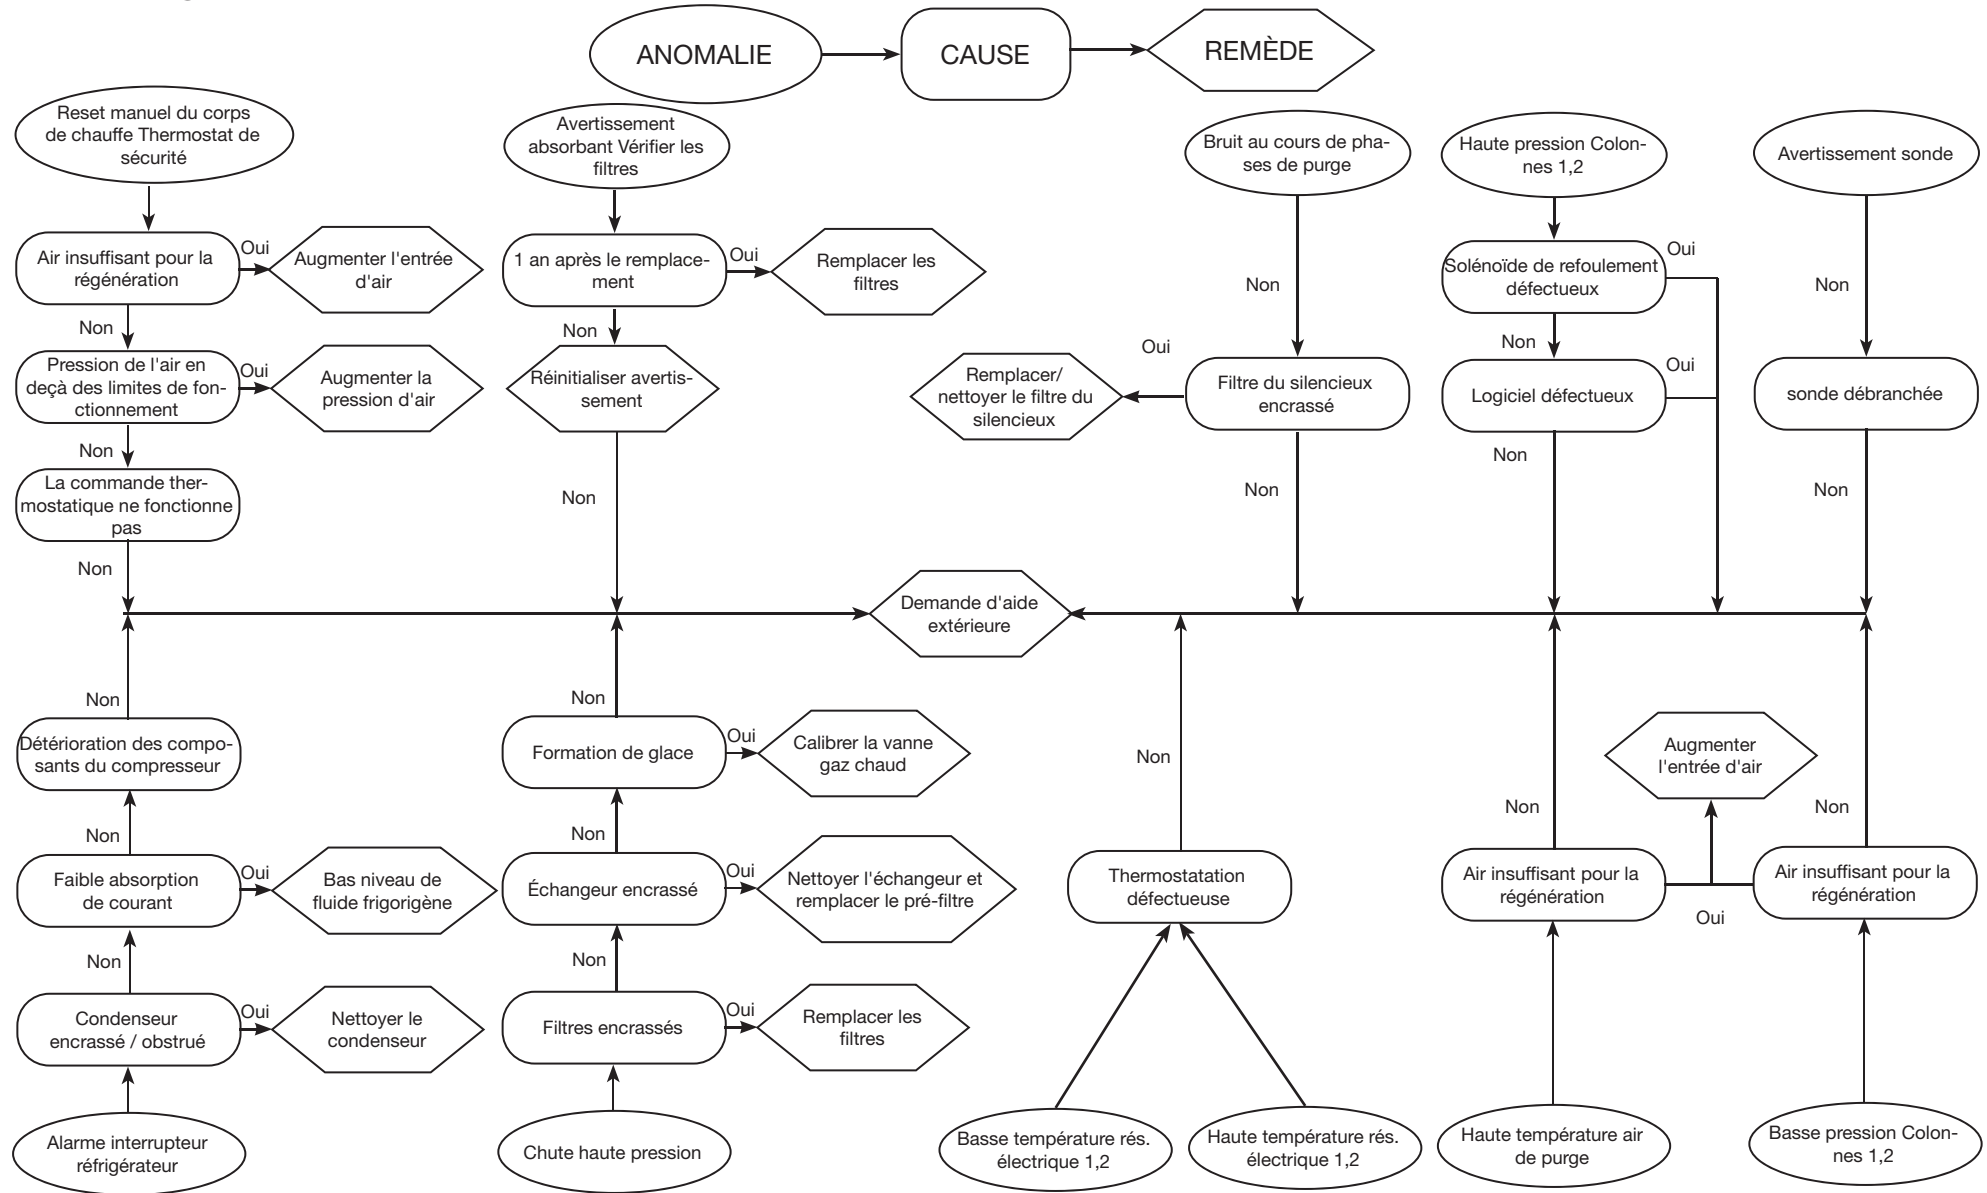 ANOMALIE
CAUSE
REMÈDE
Reset manuel du corps
de chauffe Thermostat de
sécurité
Avertissement
absorbant Vérifier les
filtres
Bruit au cours de pha-
ses de purge
Haute pression Colon-
nes 1,2
Avertissement sonde
Air insuffisant pour la
régénération
Oui
Augmenter l'entrée
d'air
1 an après le remplace-
ment
Oui
Remplacer les
filtres
Non
Solénoïde de refoulement
défectueux
Oui
Non
Non
Non
Non
Pression de l'air en
deçà des limites de fon-
ctionnement
Oui
Augmenter la
pression d'air
Réinitialiser avertis-
sement
Oui
Remplacer/
nettoyer le filtre du
silencieux
Filtre du silencieux
encrassé
Logiciel défectueux
Oui
sonde débranchée
Non
La commande ther-
mostatique ne fonctionne
pas
Non
Non
Non
Non
Non
Demande d'aide
extérieure
Non
Détérioration des compo-
sants du compresseur
Non
Formation de glace
Oui
Calibrer la vanne
gaz chaud
Non
Augmenter
l'entrée d'air
Non
Non
Non
Faible absorption
de courant
Oui
Bas niveau de
fluide frigorigène
Non
Échangeur encrassé
Oui
Nettoyer l'échangeur et
remplacer le pré-filtre
Thermostatation
défectueuse
Air insuffisant pour la
régénération
Oui
Air insuffisant pour la
régénération
Non
Condenseur
encrassé / obstrué
Oui
Nettoyer le
condenseur
Non
Filtres encrassés
Oui
Remplacer les
filtres
Alarme interrupteur
réfrigérateur
Chute haute pression
Basse température rés.
électrique 1,2
Haute température rés.
électrique 1,2
Haute température air
de purge
Basse pression Colon-
nes 1,2